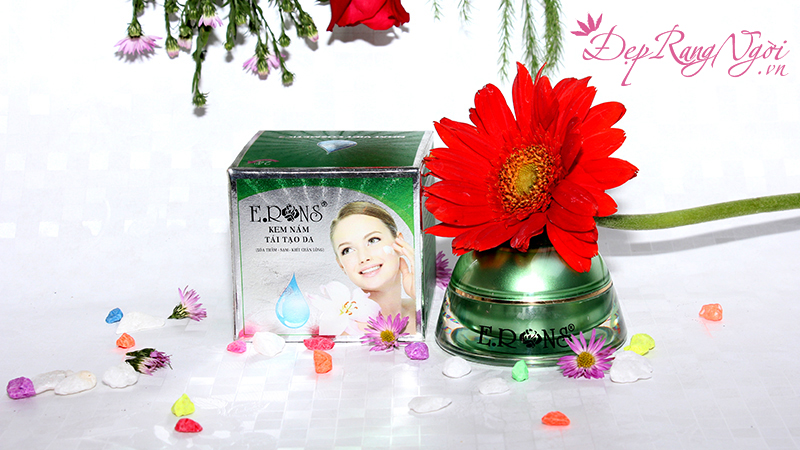 ĐẹpRạngNgời.vn
E.RONS®
KEM NÁM
TÁI TẠO DA
E.RONS®